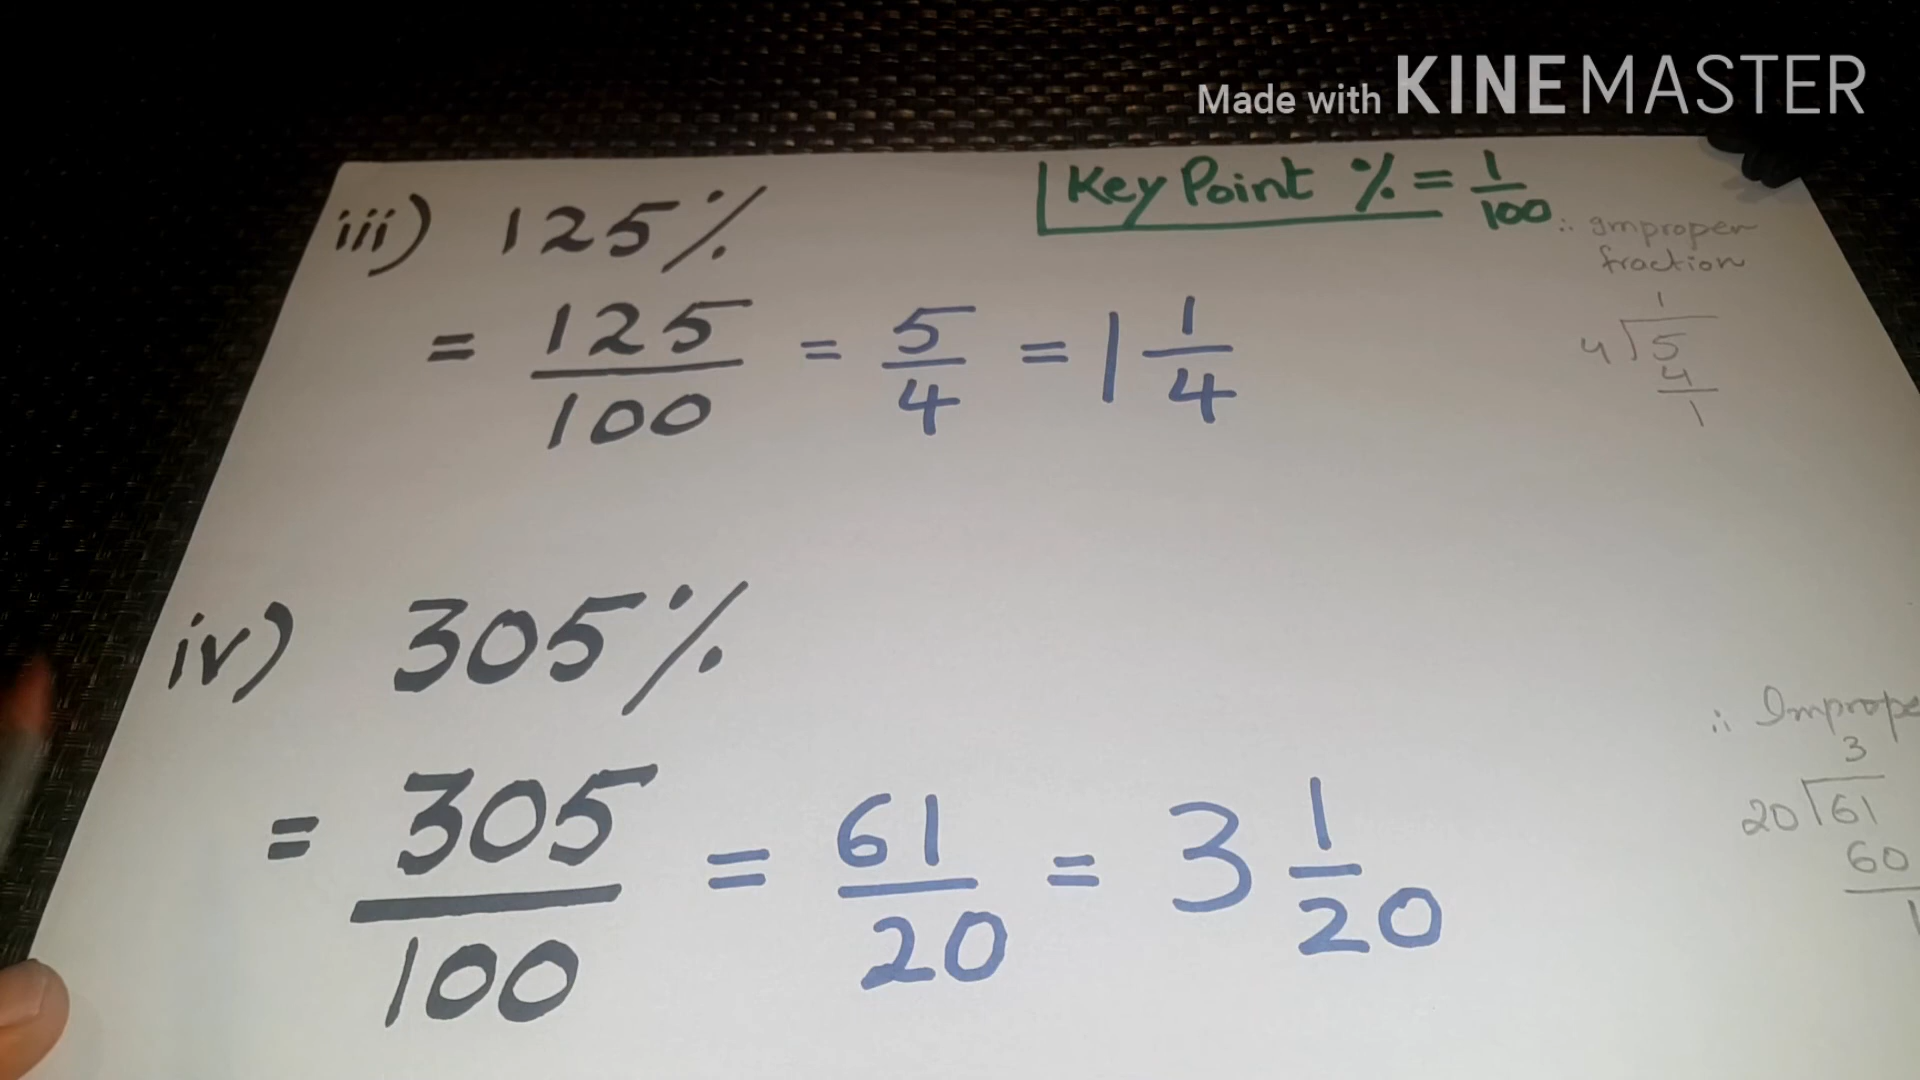 Made with KINEMASTER
Key Point % = 1/100
iii) 125%
∴ Improper
fraction
= 125/100 = 5/4 = 1 1/4
1
4 5
4
1
iv) 305%
∴ Imprope
= 305/100 = 61/20 = 3 1/20
3
20 61
60
1